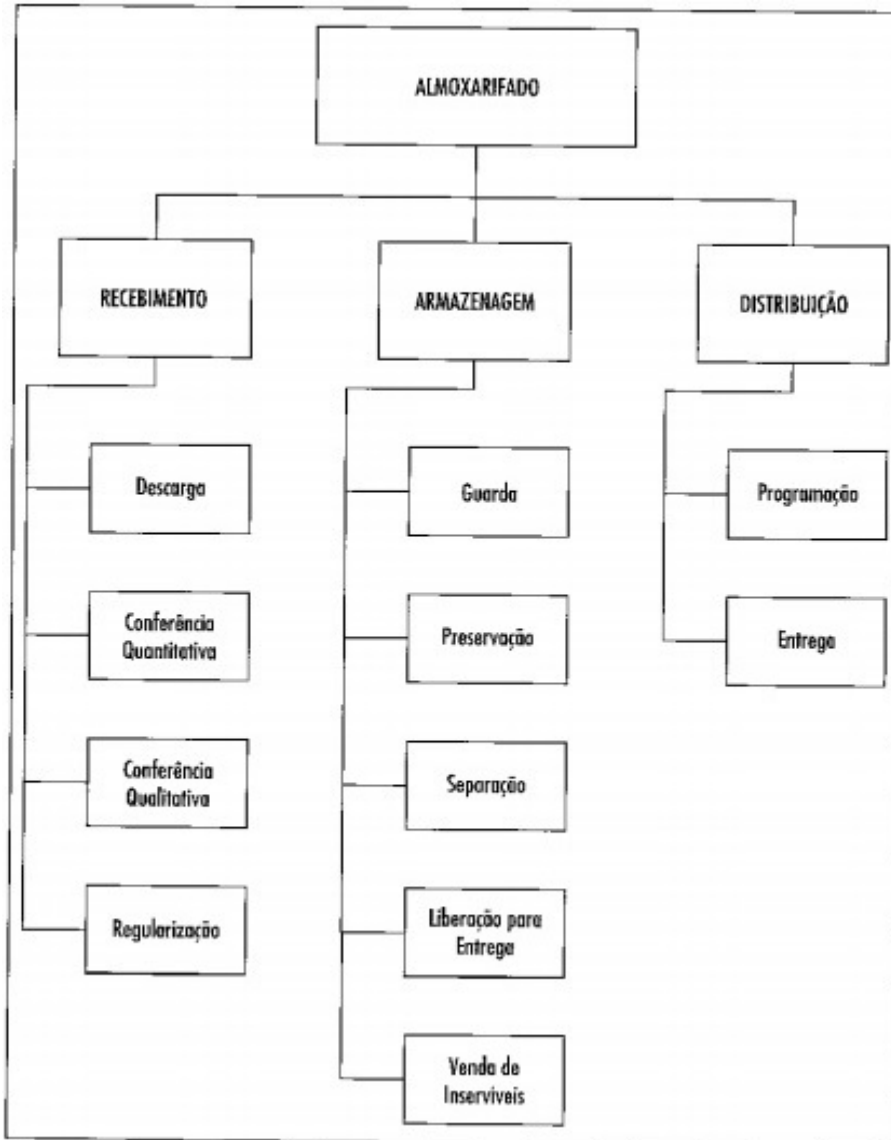 ALMOXARIFADO
RECEBIMENTO
ARMAZENAGEM
DISTRIBUIÇÃO
Descarga
Conferência
Quantitativa
Conferência
Qualitativa
Regularização
Guarda
Preservação
Separação
Liberação para
Entrega
Venda de
Inservíveis
Programação
Entrega